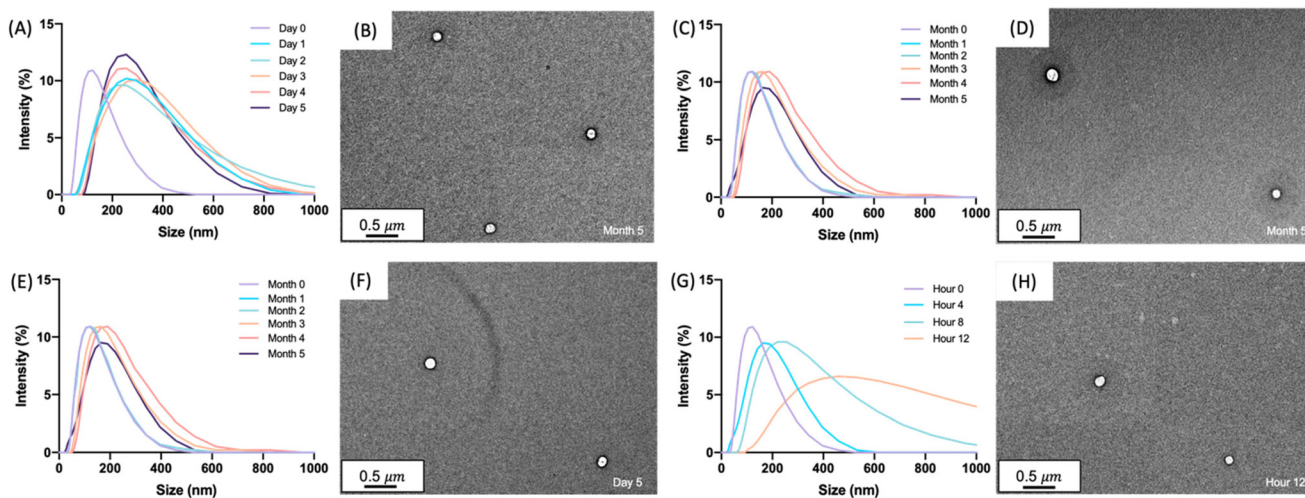 (A)
15
10
5
0
Intensity (%)
0 200 400 600 800 1000
Size (nm)
Day 0
Day 1
Day 2
Day 3
Day 4
Day 5
(B)
0.5 μm
Month 5
(C)
15
10
5
0
Intensity (%)
0 200 400 600 800 1000
Size (nm)
Month 0
Month 1
Month 2
Month 3
Month 4
Month 5
(D)
0.5 μm
Month 5
(E)
15
10
5
0
Intensity (%)
0 200 400 600 800 1000
Size (nm)
Month 0
Month 1
Month 2
Month 3
Month 4
Month 5
(F)
0.5 μm
Day 5
(G)
15
10
5
0
Intensity (%)
0 200 400 600 800 1000
Size (nm)
Hour 0
Hour 4
Hour 8
Hour 12
(H)
0.5 μm
Hour 12